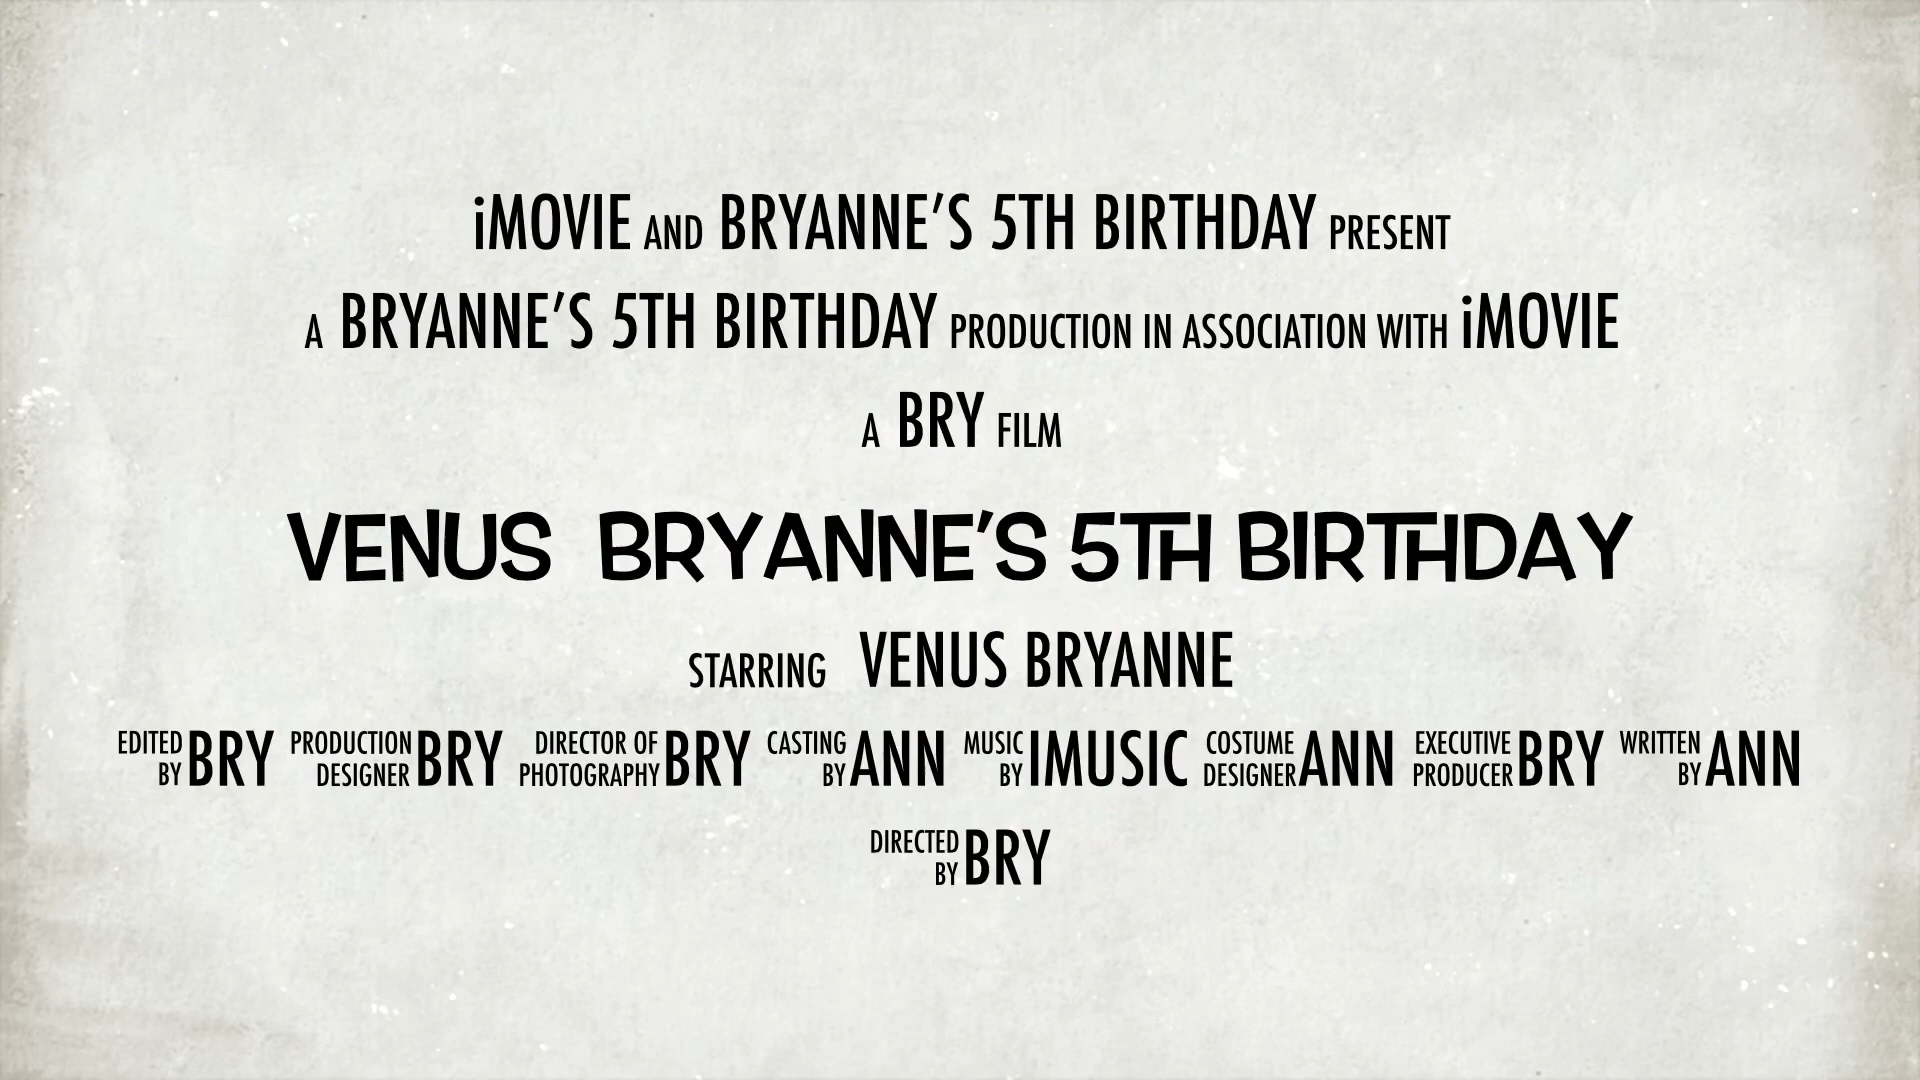 iMOVIE AND BRYANNE’S 5TH BIRTHDAY PRESENT
A BRYANNE’S 5TH BIRTHDAY PRODUCTION IN ASSOCIATION WITH iMOVIE
A BRY FILM
VENUS BRYANNE’S 5TH BIRTHDAY
STARRING VENUS BRYANNE
EDITED BY BRY PRODUCTION DESIGNER BRY DIRECTOR OF PHOTOGRAPHY BRY CASTING BY ANN MUSIC BY IMUSIC COSTUME DESIGNER ANN EXECUTIVE PRODUCER BRY WRITTEN BY ANN
DIRECTED BY BRY